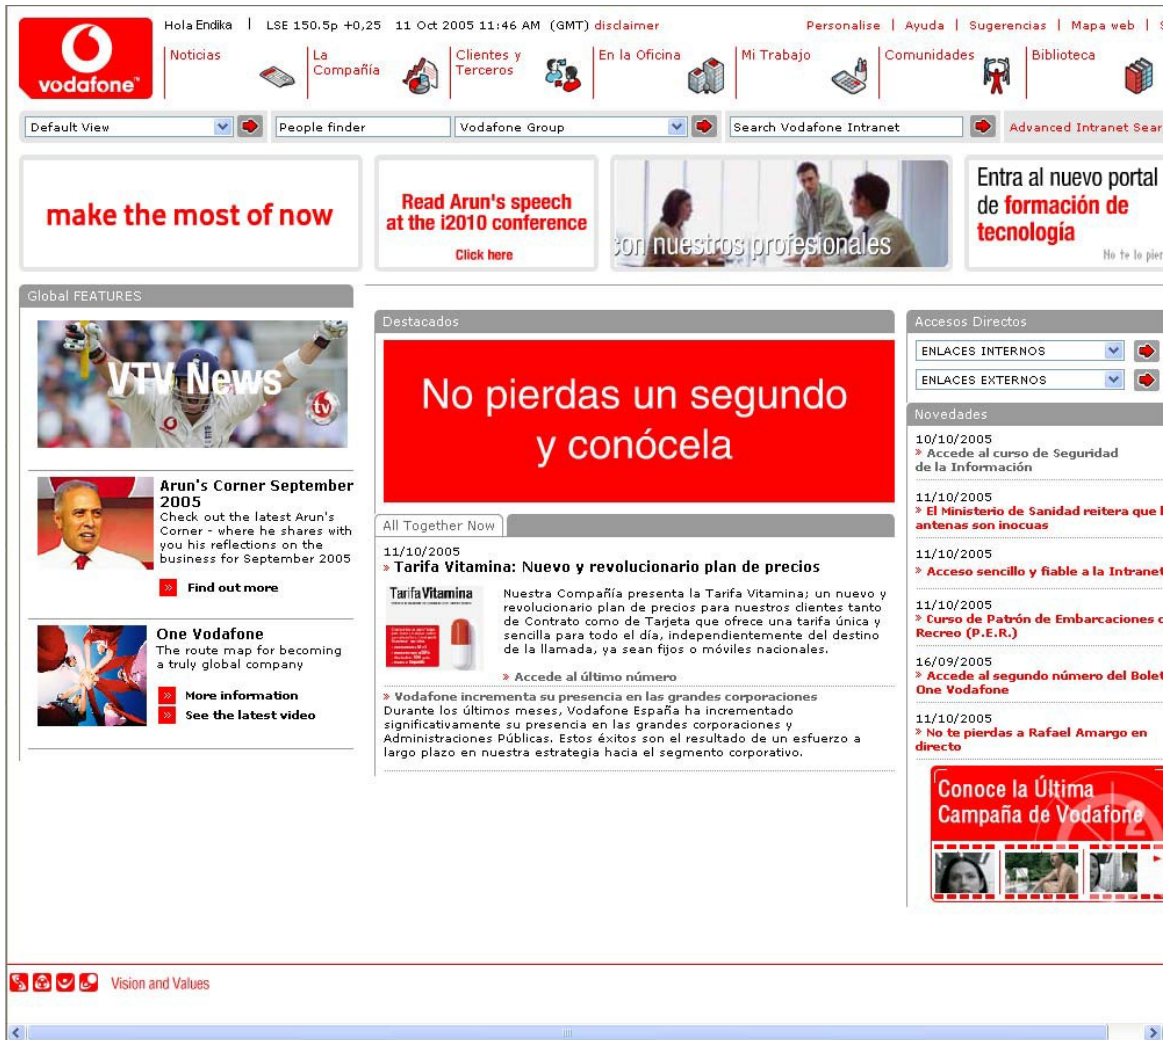 vodafone™
Hola Endika | LSE 150.5p +0,25 11 Oct 2005 11:46 AM (GMT) disclaimer
Personalise | Ayuda | Sugerencias | Mapa web |
Noticias
La
Compañía
Clientes y
Terceros
En la Oficina
Mi Trabajo
Comunidades
Biblioteca
Default View
People finder
Vodafone Group
Search Vodafone Intranet
Advanced Intranet Sear
make the most of now
Read Arun's speech
at the i2010 conference
Click here
con nuestros profesionales
Entra al nuevo portal
de formación de
tecnología
No te lo pier
Global FEATURES
VTV News
tv
Arun's Corner September
2005
Check out the latest Arun's
Corner - where he shares with
you his reflections on the
business for September 2005
» Find out more
One Vodafone
The route map for becoming
a truly global company
» More information
» See the latest video
Destacados
No pierdas un segundo
y conócela
All Together Now
11/10/2005
» Tarifa Vitamina: Nuevo y revolucionario plan de precios
Tarifa Vitamina
Nuestra Compañía presenta la Tarifa Vitamina; un nuevo y
revolucionario plan de precios para nuestros clientes tanto
de Contrato como de Tarjeta que ofrece una tarifa única y
sencilla para todo el día, independientemente del destino
de la llamada, ya sean fijos o móviles nacionales.
» Accede al último número
» Vodafone incrementa su presencia en las grandes corporaciones
Durante los últimos meses, Vodafone España ha incrementado
significativamente su presencia en las grandes corporaciones y
Administraciones Públicas. Estos éxitos son el resultado de un esfuerzo a
largo plazo en nuestra estrategia hacia el segmento corporativo.
Accesos Directos
ENLACES INTERNOS
ENLACES EXTERNOS
Novedades
10/10/2005
» Accede al curso de Seguridad
de la Información
11/10/2005
» El Ministerio de Sanidad reitera que l
antenas son inocuas
11/10/2005
» Acceso sencillo y fiable a la Intranet
11/10/2005
» Curso de Patrón de Embarcaciones d
Recreo (P.E.R.)
16/09/2005
» Accede al segundo número del Bolet
One Vodafone
11/10/2005
» No te pierdas a Rafael Amargo en
directo
Conoce la Última
Campaña de Vodafone
2
Vision and Values